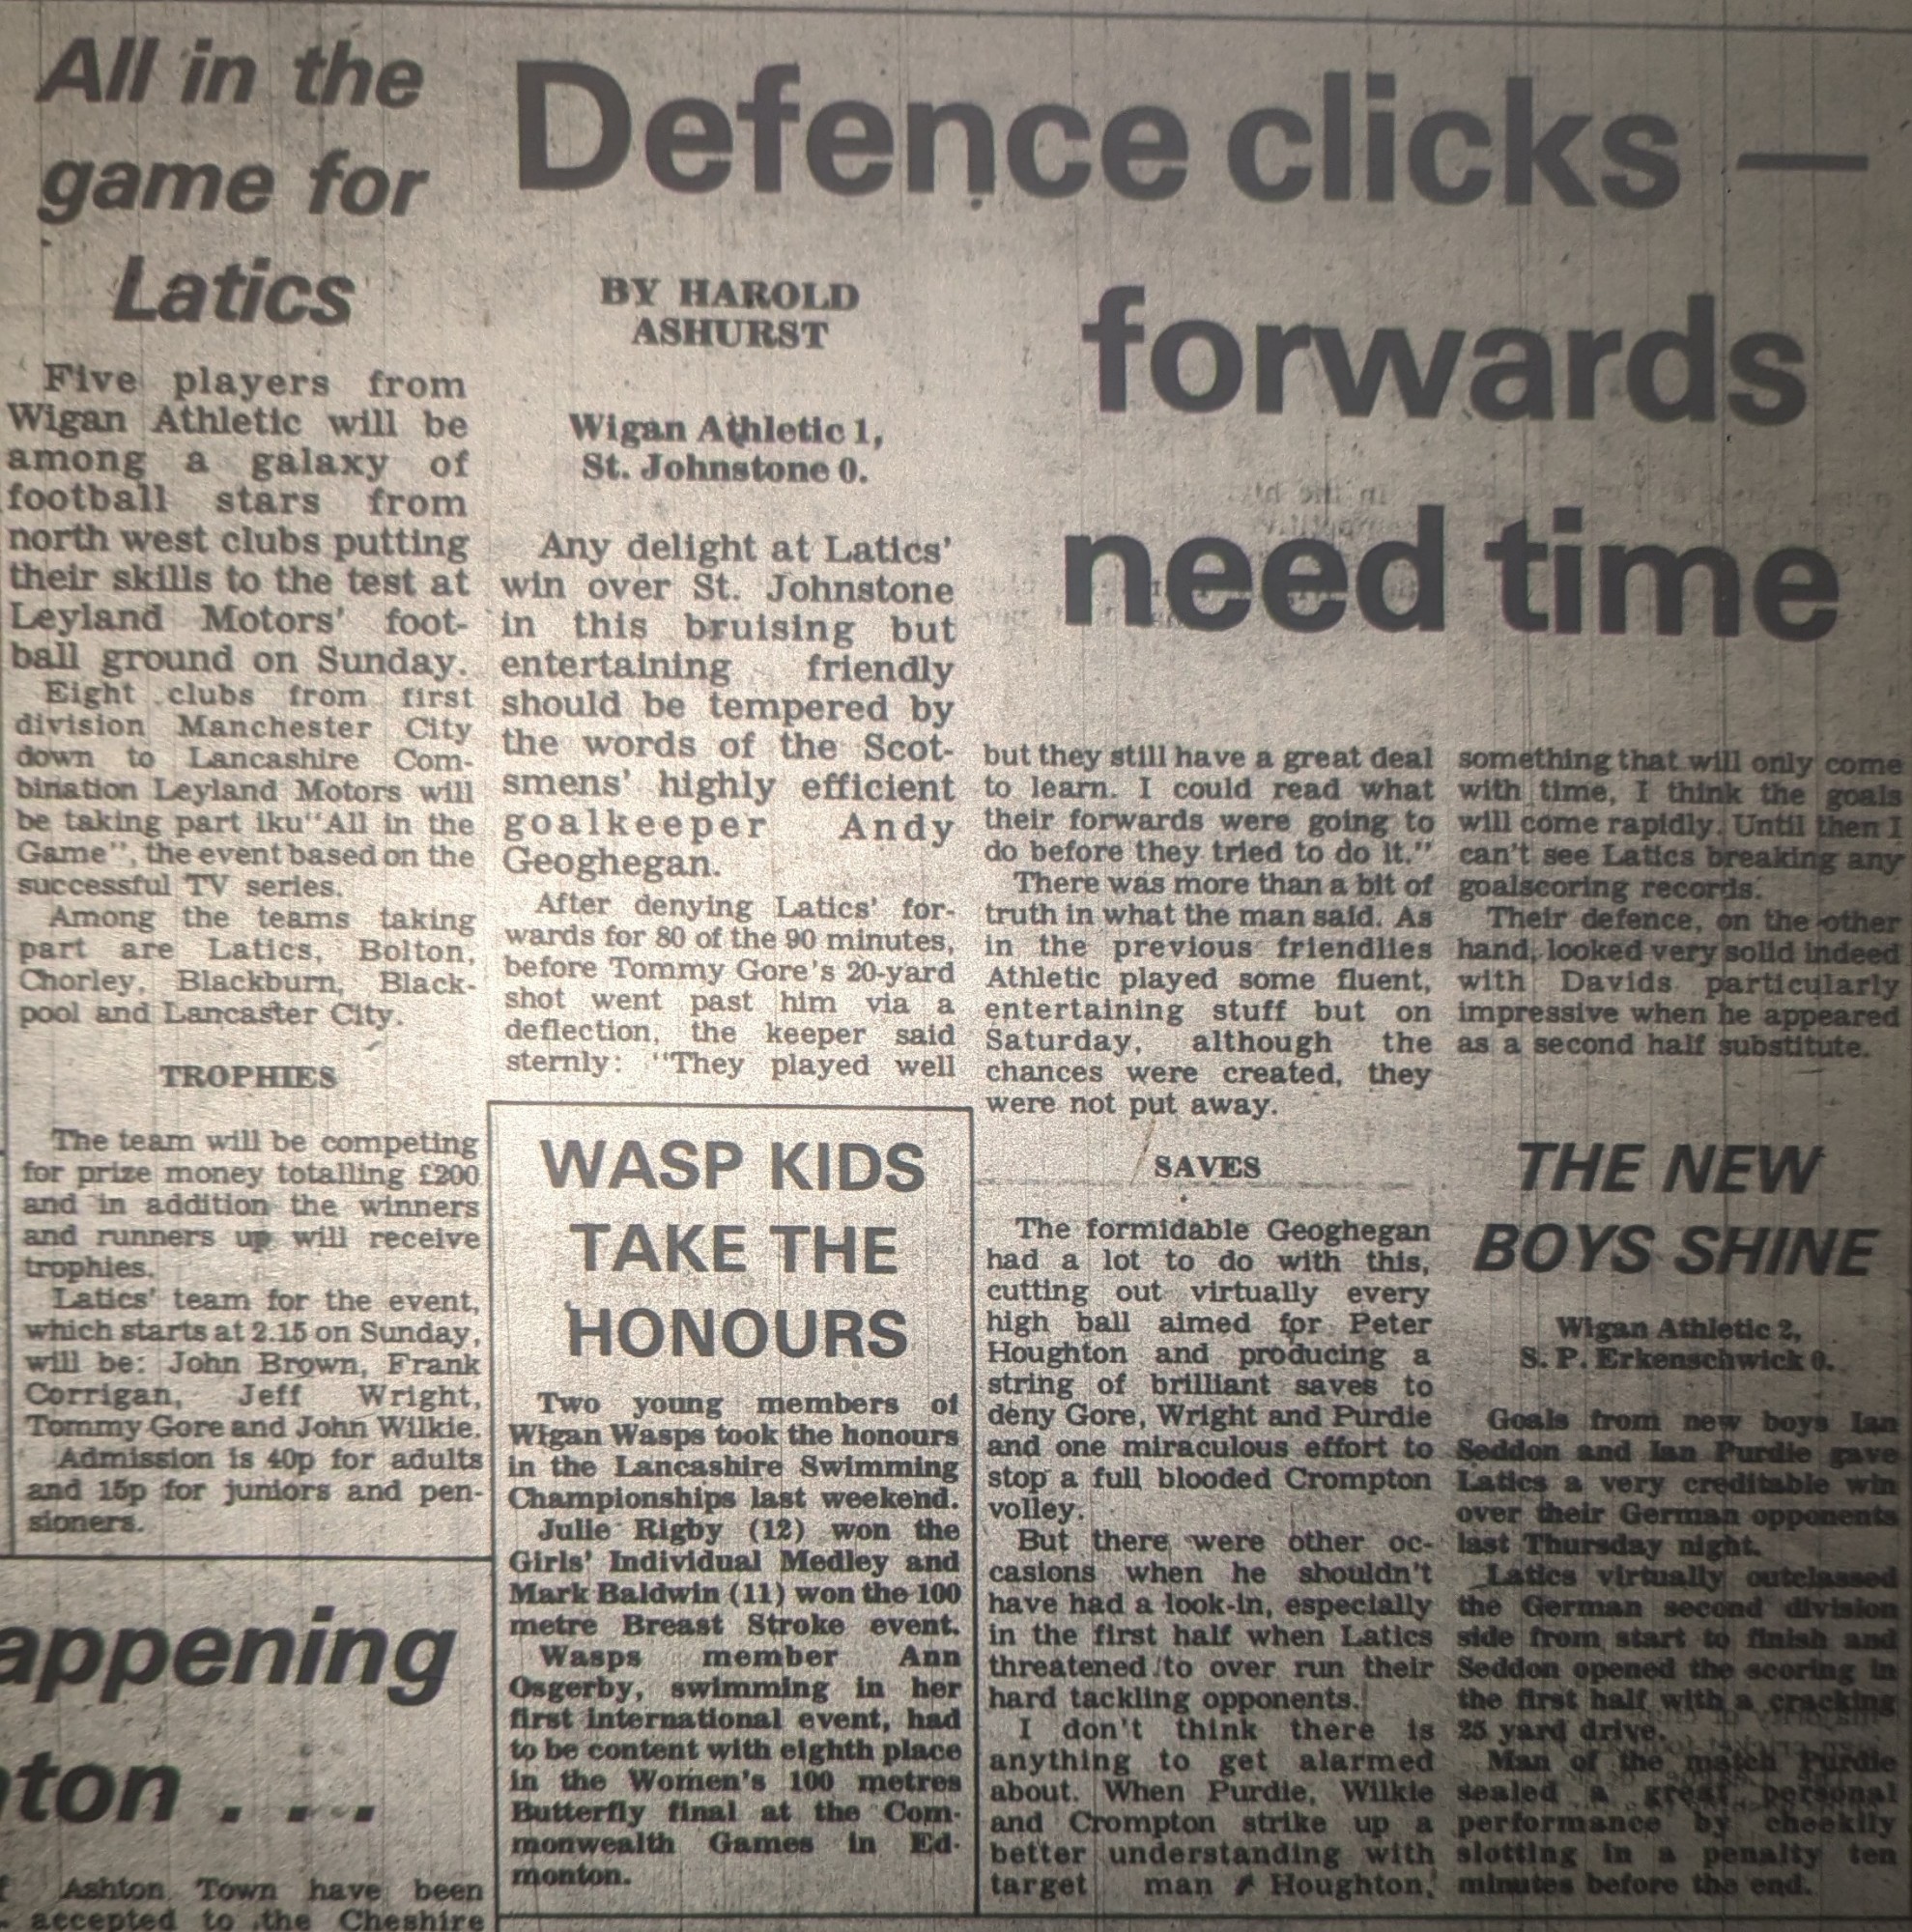 All in the
game for
Latics
Five players from
Wigan Athletic will be
among a galaxy of
football stars from
north west clubs putting
their skills to the test at
Leyland Motors' foot-
ball ground on Sunday.
Eight clubs from first
division Manchester City
down to Lancashire Com-
bination Leyland Motors will
be taking part iku"All in the
Game", the event based on the
successful TV series.
Among the teams taking
part are Latics, Bolton,
Chorley, Blackburn, Black-
pool and Lancaster City.
TROPHIES
The team will be competing
for prize money totalling £200
and in addition the winners
and runners up will receive
trophies.
Latics' team for the event,
which starts at 2.15 on Sunday,
will be: John Brown, Frank
Corrigan, Jeff Wright,
Tommy Gore and John Wilkie.
Admission is 40p for adults
and 15p for juniors and pen-
sioners.
appening
ton . . .
Ashton Town have been
accepted to the Cheshire
Defence clicks —
forwards
need time
BY HAROLD
ASHURST
Wigan Athletic 1,
St. Johnstone 0.
Any delight at Latics'
win over St. Johnstone
in this bruising but
entertaining friendly
should be tempered by
the words of the Scot-
smens' highly efficient
goalkeeper Andy
Geoghegan.
After denying Latics' for-
wards for 80 of the 90 minutes,
before Tommy Gore's 20-yard
shot went past him via a
deflection, the keeper said
sternly: "They played well
but they still have a great deal
to learn. I could read what
their forwards were going to
do before they tried to do it."
There was more than a bit of
truth in what the man said. As
in the previous friendlies
Athletic played some fluent,
entertaining stuff but on
Saturday, although the
chances were created, they
were not put away.
SAVES
The formidable Geoghegan
had a lot to do with this,
cutting out virtually every
high ball aimed for Peter
Houghton and producing a
string of brilliant saves to
deny Gore, Wright and Purdie
and one miraculous effort to
stop a full blooded Crompton
volley.
But there were other oc-
casions when he shouldn't
have had a look-in, especially
in the first half when Latics
threatened to over run their
hard tackling opponents.
I don't think there is
anything to get alarmed
about. When Purdie, Wilkie
and Crompton strike up a
better understanding with
target man Houghton,
something that will only come
with time, I think the goals
will come rapidly. Until then I
can't see Latics breaking any
goalscoring records.
Their defence, on the other
hand, looked very solid indeed
with Davids particularly
impressive when he appeared
as a second half substitute.
WASP KIDS
TAKE THE
HONOURS
Two young members of
Wigan Wasps took the honours
in the Lancashire Swimming
Championships last weekend.
Julie Rigby (12) won the
Girls' Individual Medley and
Mark Baldwin (11) won the 100
metre Breast Stroke event.
Wasps member Ann
Osgerby, swimming in her
first international event, had
to be content with eighth place
in the Women's 100 metres
Butterfly final at the Com-
monwealth Games in Ed-
monton.
THE NEW
BOYS SHINE
Wigan Athletic 2,
S. P. Erkenschwick 0.
Goals from new boys Ian
Seddon and Ian Purdie gave
Latics a very creditable win
over their German opponents
last Thursday night.
Latics virtually outclassed
the German second division
side from start to finish and
Seddon opened the scoring in
the first half with a cracking
25 yard drive.
Man of the match Purdie
sealed a great personal
performance by cheekily
slotting in a penalty ten
minutes before the end.